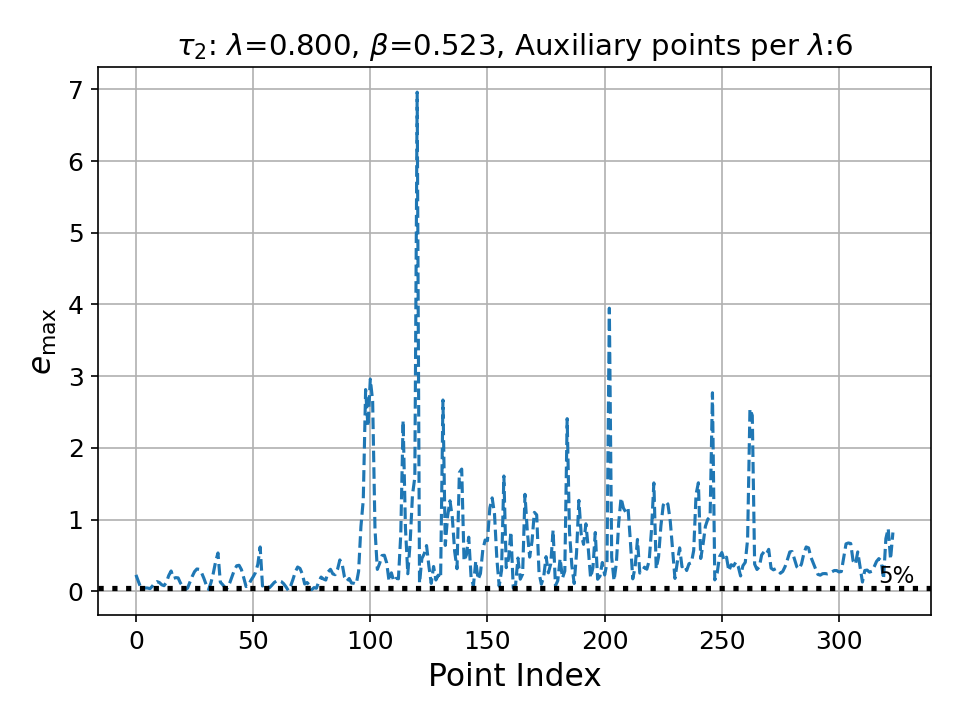 τ₂: λ=0.800, β=0.523, Auxiliary points per λ:6
7
6
5
4
3
2
1
0
e_max
5%
0 50 100 150 200 250 300
Point Index